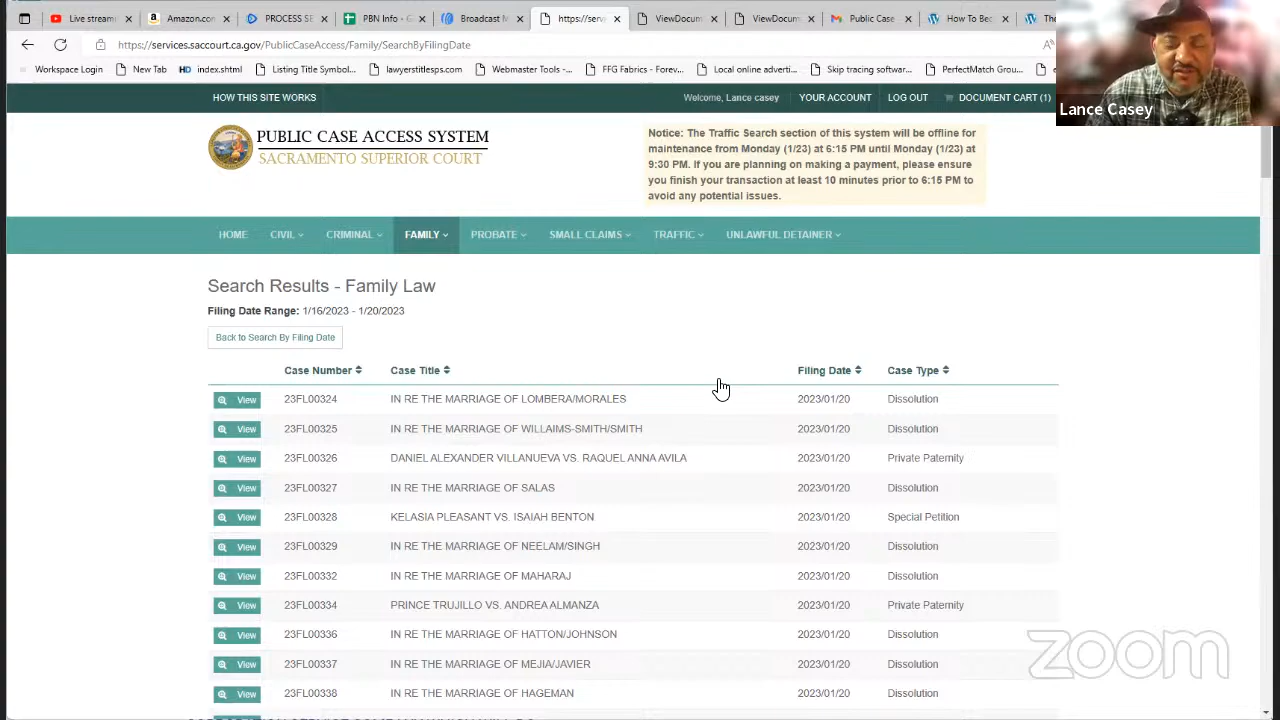 live stream
Amazon.con
PROCESS SE
PBN Info - G
Broadcast M
https://serv
ViewDocum
ViewDocum
Public Case
How To Bec
The
https://services.saccourt.ca.gov/PublicCaseAccess/Family/SearchByFilingDate
Workspace Login
New Tab
HD index.shtml
Listing Title Symbol...
lawyerstitleps.com
Webmaster Tools -...
FFG Fabrics - Forev...
Local online adverti...
Skip tracing softwar...
PerfectMatch Grou...
Lance Casey
HOW THIS SITE WORKS
Welcome, Lance casey
YOUR ACCOUNT
LOG OUT
DOCUMENT CART (1)
PUBLIC CASE ACCESS SYSTEM
SACRAMENTO SUPERIOR COURT
Notice: The Traffic Search section of this system will be offline for
maintenance from Monday (1/23) at 6:15 PM until Monday (1/23) at
9:30 PM. If you are planning on making a payment, please ensure
you finish your transaction at least 10 minutes prior to 6:15 PM to
avoid any potential issues.
HOME CIVIL CRIMINAL FAMILY PROBATE SMALL CLAIMS TRAFFIC UNLAWFUL DETAINER
Search Results - Family Law
Filing Date Range: 1/16/2023 - 1/20/2023
Back to Search By Filing Date
Case Number Case Title Filing Date Case Type
View 23FL00324 IN RE THE MARRIAGE OF LOMBERA/MORALES 2023/01/20 Dissolution
View 23FL00325 IN RE THE MARRIAGE OF WILLAIMS-SMITH/SMITH 2023/01/20 Dissolution
View 23FL00326 DANIEL ALEXANDER VILLANUEVA VS. RAQUEL ANNA AVILA 2023/01/20 Private Paternity
View 23FL00327 IN RE THE MARRIAGE OF SALAS 2023/01/20 Dissolution
View 23FL00328 KELASIA PLEASANT VS. ISAIAH BENTON 2023/01/20 Special Petition
View 23FL00329 IN RE THE MARRIAGE OF NEELAM/SINGH 2023/01/20 Dissolution
View 23FL00332 IN RE THE MARRIAGE OF MAHARAJ 2023/01/20 Dissolution
View 23FL00334 PRINCE TRUJILLO VS. ANDREA ALMANZA 2023/01/20 Private Paternity
View 23FL00336 IN RE THE MARRIAGE OF HATTON/JOHNSON 2023/01/20 Dissolution
View 23FL00337 IN RE THE MARRIAGE OF MEJIA/JAVIER 2023/01/20 Dissolution
View 23FL00338 IN RE THE MARRIAGE OF HAGEMAN 2023/01/20 Dissolution
zoom